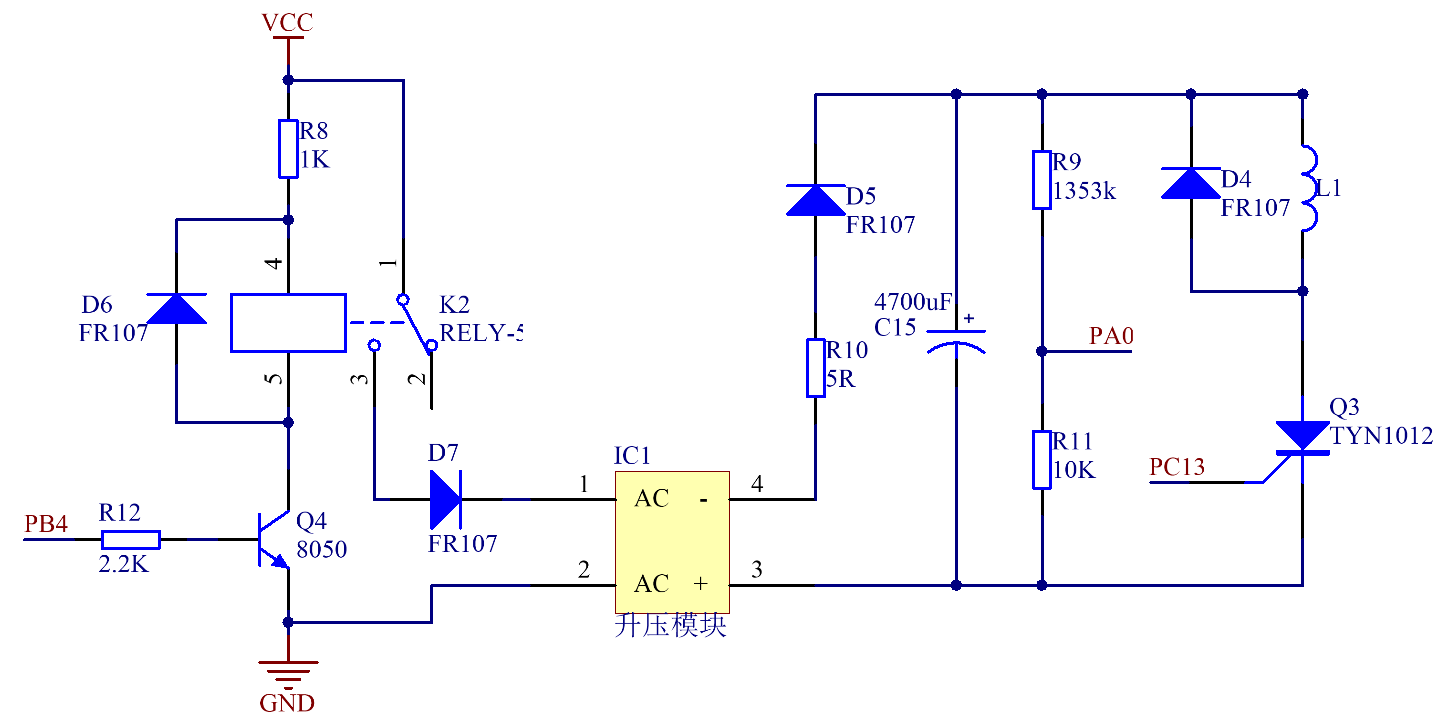 VCC
R8
1K
4
1
D6
FR107
K2
RELY-5
5
3
2
D7
FR107
PB4
R12
2.2K
Q4
8050
GND
IC1
1
AC
-
4
2
AC
+
3
升压模块
D5
FR107
R10
5R
4700uF
+
C15
R9
1353k
PA0
R11
10K
D4
FR107
L1
Q3
TYN1012
PC13